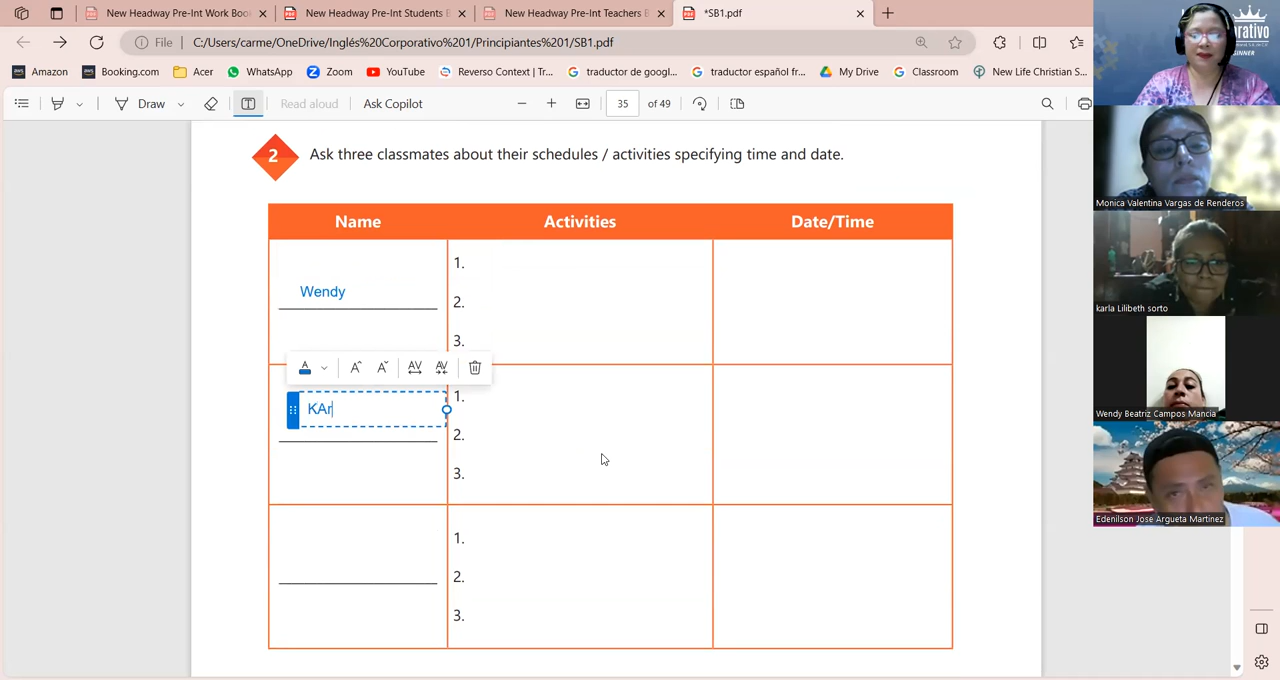 New Headway Pre-Int Work Boo
New Headway Pre-Int Students B
New Headway Pre-Int Teachers B
*SB1.pdf
File
C:/Users/carme/OneDrive/Inglés%20Corporativo%201/Principiantes%201/SB1.pdf
Amazon
Booking.com
Acer
WhatsApp
Zoom
YouTube
Reverso Context | Tr...
traductor de googl...
traductor español fr...
My Drive
Classroom
New Life Christian S...
Draw
Read aloud
Ask Copilot
35
of 49
2
Ask three classmates about their schedules / activities specifying time and date.
Name
Activities
Date/Time
Wendy
1.
2.
3.
KAr
1.
2.
3.
1.
2.
3.
Monica Valentina Vargas de Renderos
karla Lilibeth sorto
Wendy Beatriz Campos Mancia
Edenilson Jose Argueta Martinez